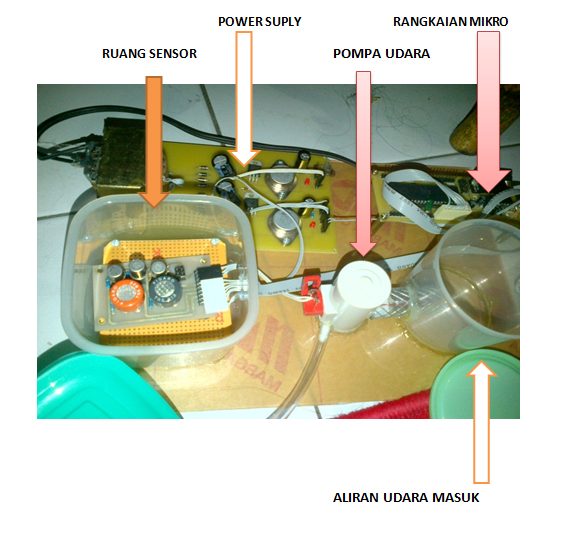 POWER SUPLY
RANGKAIAN MIKRO
RUANG SENSOR
POMPA UDARA
ALIRAN UDARA MASUK